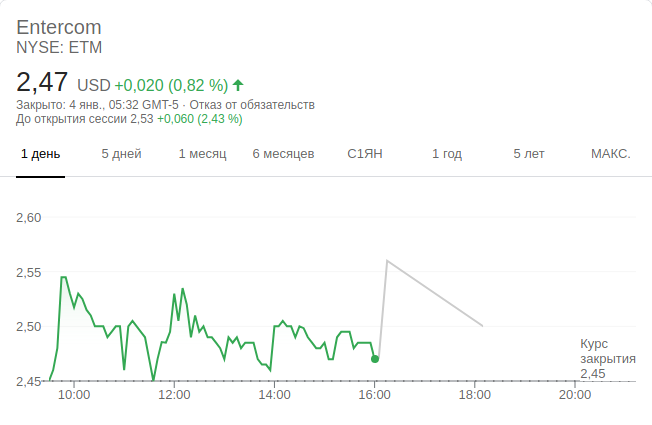 Entercom
NYSE: ETM
2,47 USD +0,020 (0,82 %)
Закрыто: 4 янв., 05:32 GMT-5 · Отказ от обязательств
До открытия сессии 2,53 +0,060 (2,43 %)
1 день 5 дней 1 месяц 6 месяцев С1ЯН 1 год 5 лет МАКС.
2,60
2,55
2,50
Курс
закрытия
2,45
2,45
10:00 12:00 14:00 16:00 18:00 20:00